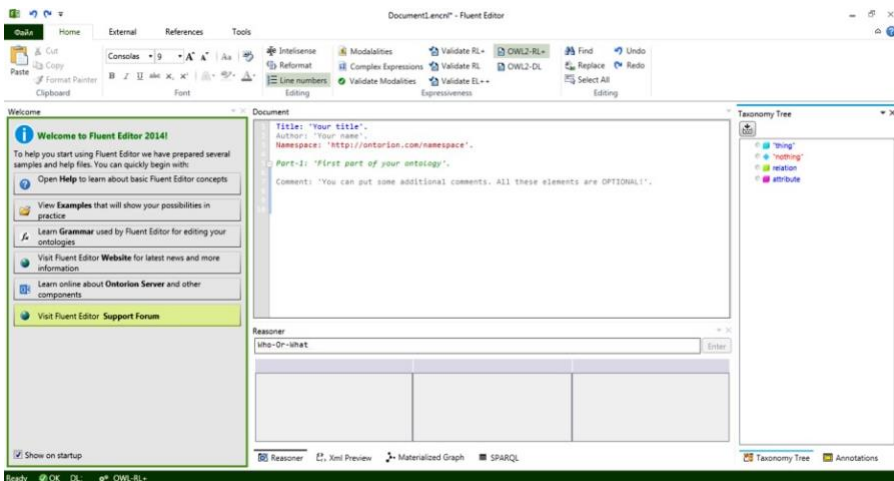 Document1.encnl* - Fluent Editor
Файл Home External References Tools
Paste
Cut
Copy
Format Painter
Clipboard
Consolas 9 A A Aa
B I U abc X, X' A
Font
Intelisense
Reformat
Line numbers
Editing
Modalalities
Complex Expressions
Validate Modalities
Validate RL+
Validate RL
Validate EL++
OWL2-RL+
OWL2-DL
Expressiveness
Find
Replace
Select All
Undo
Redo
Editing
Welcome
Welcome to Fluent Editor 2014!
To help you start using Fluent Editor we have prepared several
samples and help files. You can quickly begin with:
Open Help to learn about basic Fluent Editor concepts
View Examples that will show your possibilities in
practice
Learn Grammar used by Fluent Editor for editing your
ontologies
Visit Fluent Editor Website for latest news and more
information
Learn online about Ontorion Server and other
components
Visit Fluent Editor Support Forum
Show on startup
Document
Title: 'Your title'.
Author: 'Your name'.
Namespace: 'http://ontorion.com/namespace'.
Part-1: 'First part of your ontology'.
Comment: 'You can put some additional comments. All these elements are OPTIONAL!'.
Reasoner
Who-Or-What
Enter
Reasoner Xml Preview Materialized Graph SPARQL
Taxonomy Tree
"thing"
"nothing"
relation
attribute
Taxonomy Tree Annotations
Ready OK DL: OWL-RL+